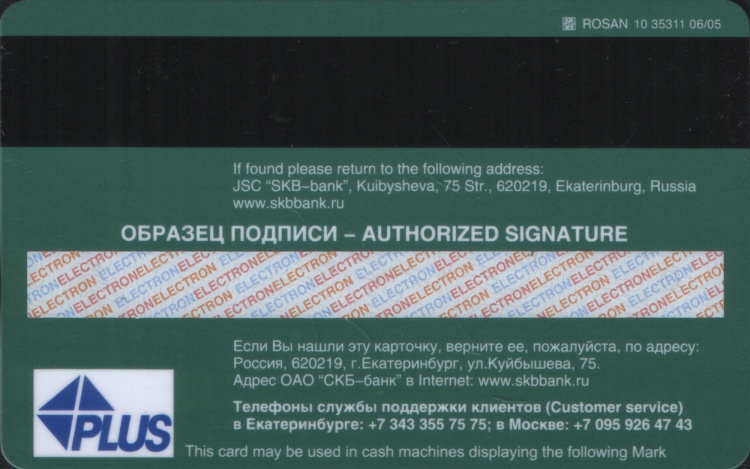 ROSAN 10 35311 06/05
If found please return to the following address:
JSC "SKB-bank", Kuibysheva, 75 Str., 620219, Ekaterinburg, Russia
www.skbbank.ru
ОБРАЗЕЦ ПОДПИСИ – AUTHORIZED SIGNATURE
ELECTRON ELECTRON ELECTRON ELECTRON ELECTRON ELECTRON
Если Вы нашли эту карточку, верните ее, пожалуйста, по адресу:
Россия, 620219, г.Екатеринбург, ул.Куйбышева, 75.
Адрес ОАО "СКБ–банк" в Internet: www.skbbank.ru
Телефоны службы поддержки клиентов (Customer service)
в Екатеринбурге: +7 343 355 75 75; в Москве: +7 095 926 47 43
PLUS
This card may be used in cash machines displaying the following Mark